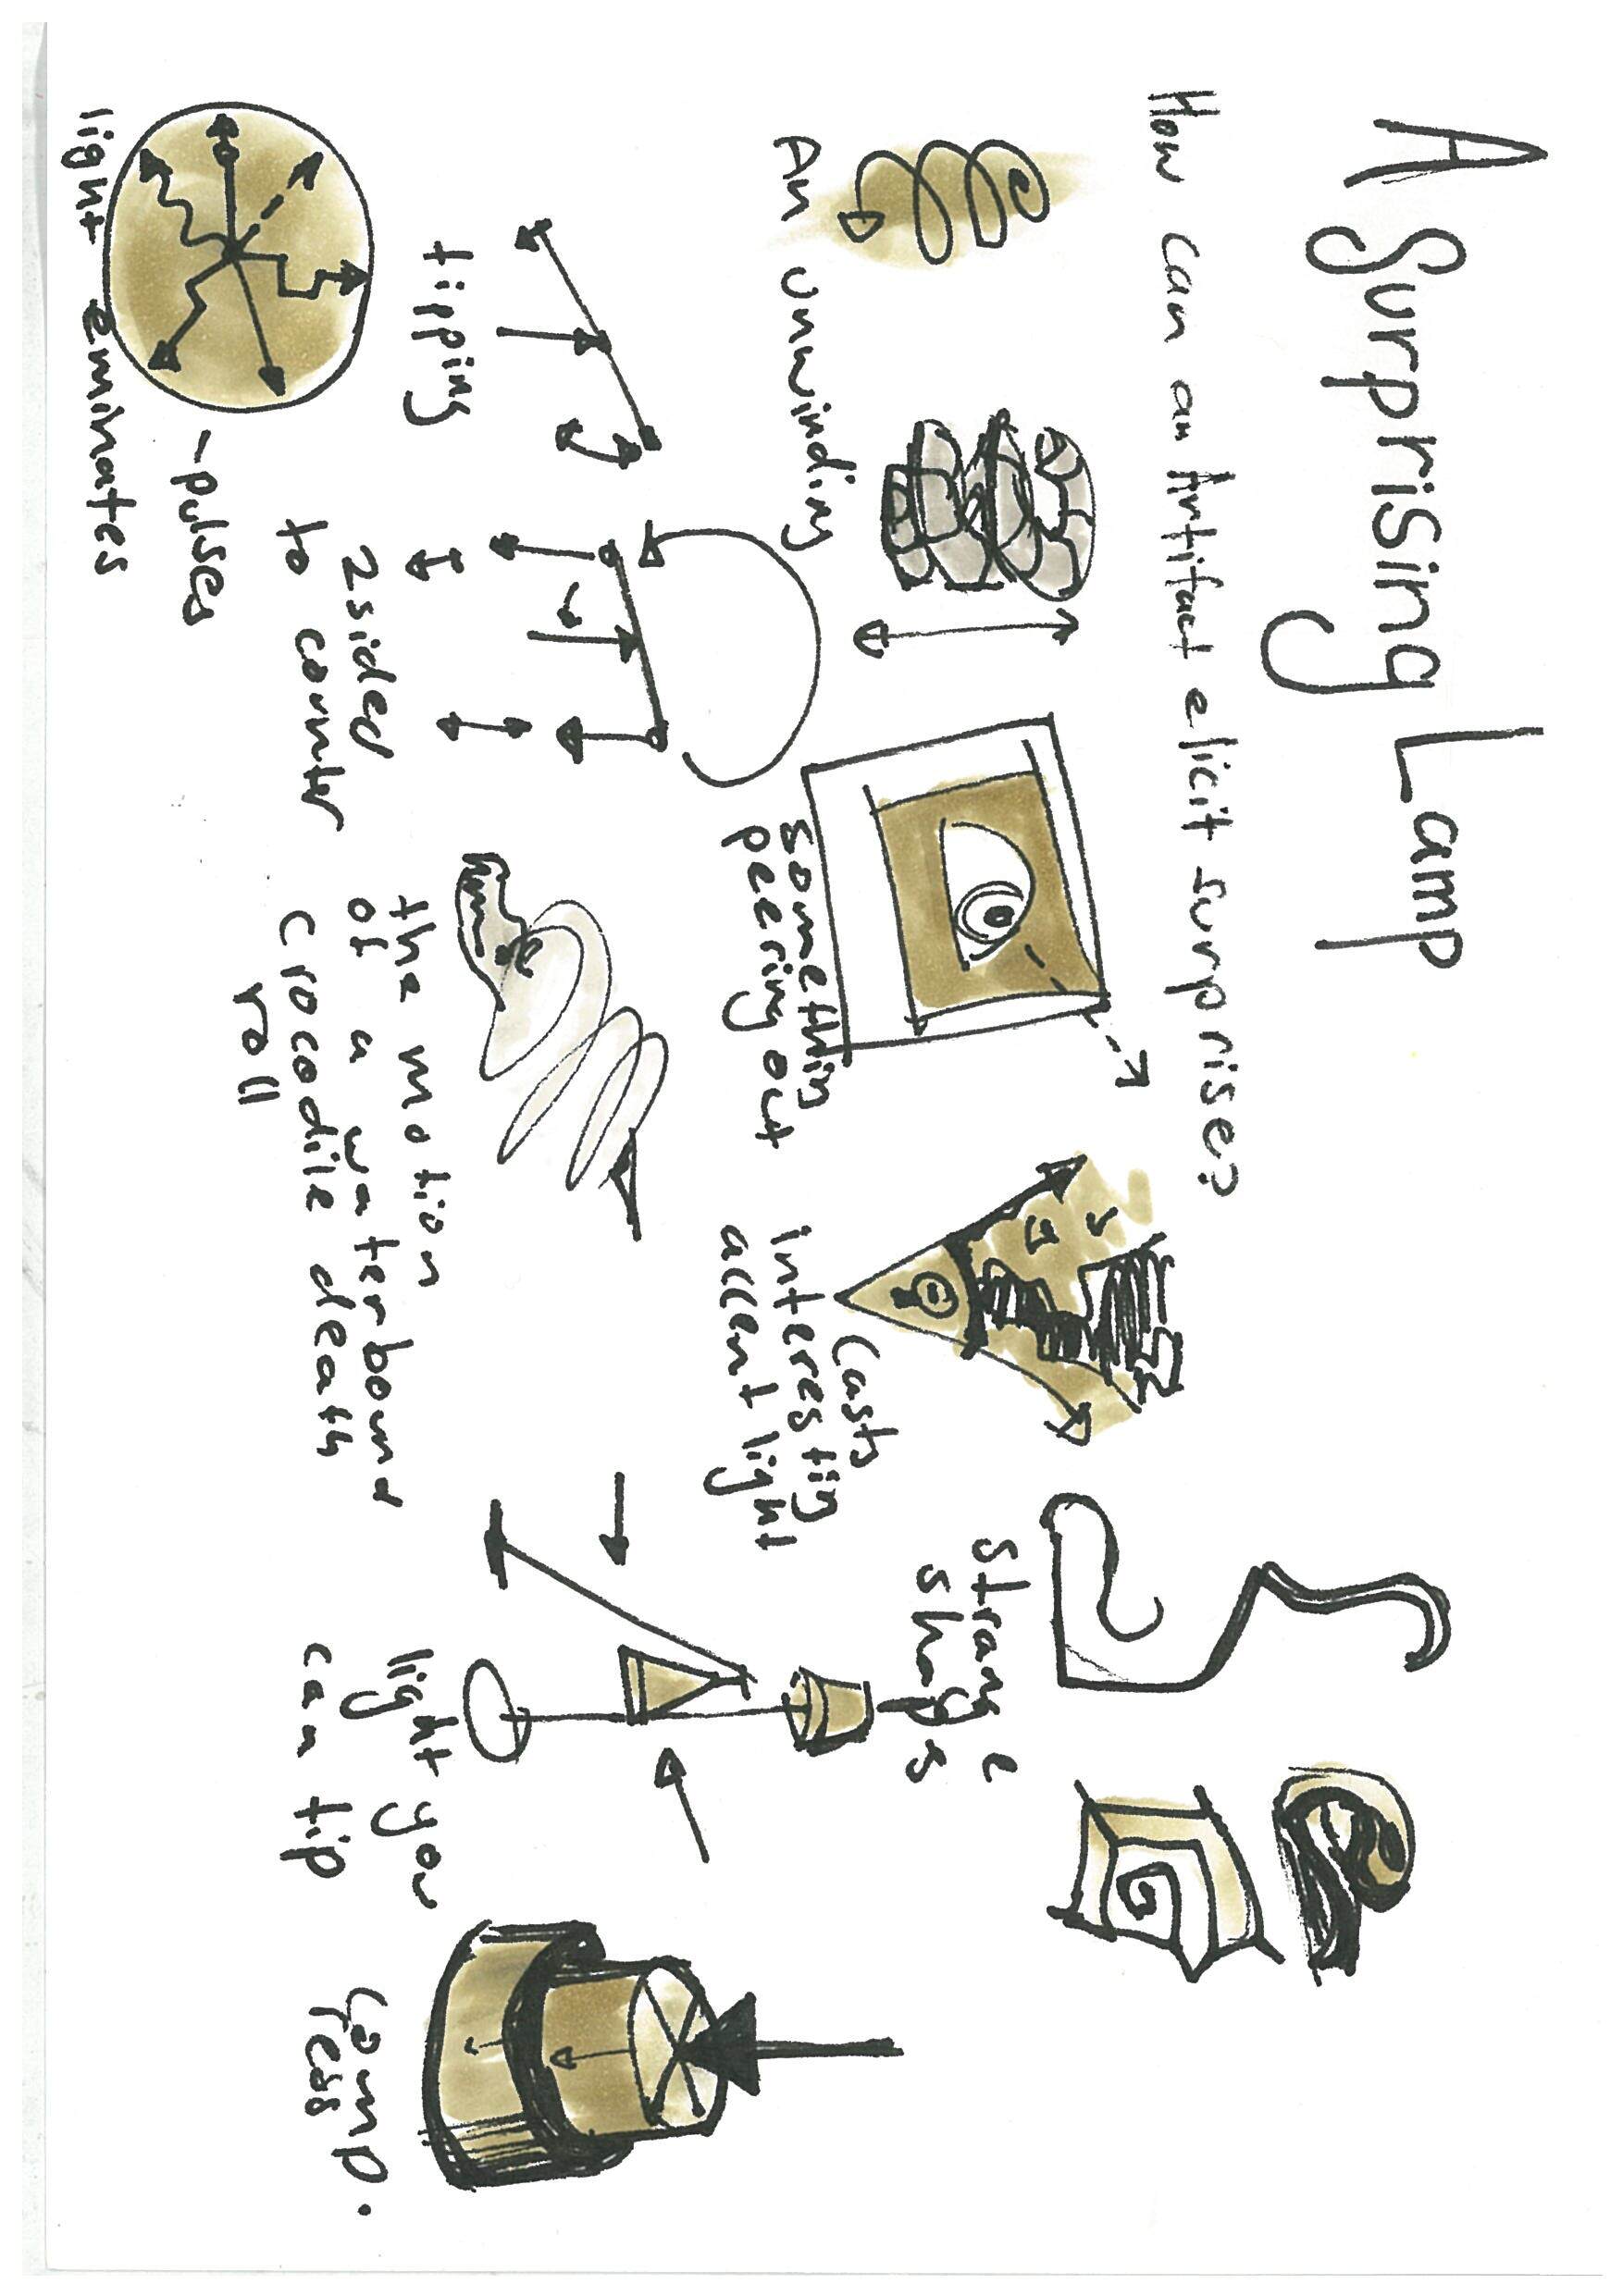 A Surprising Lamp
How can an Artifact elicit surprise?
strange
shaps
An unwinding
somethin
peering out
Casts
interestin
accent light
tipping
2sided
to counter
the motion
of a waterbound
crocodile death
roll
light you
can tip
comp.
ress
-pulses
light eminates